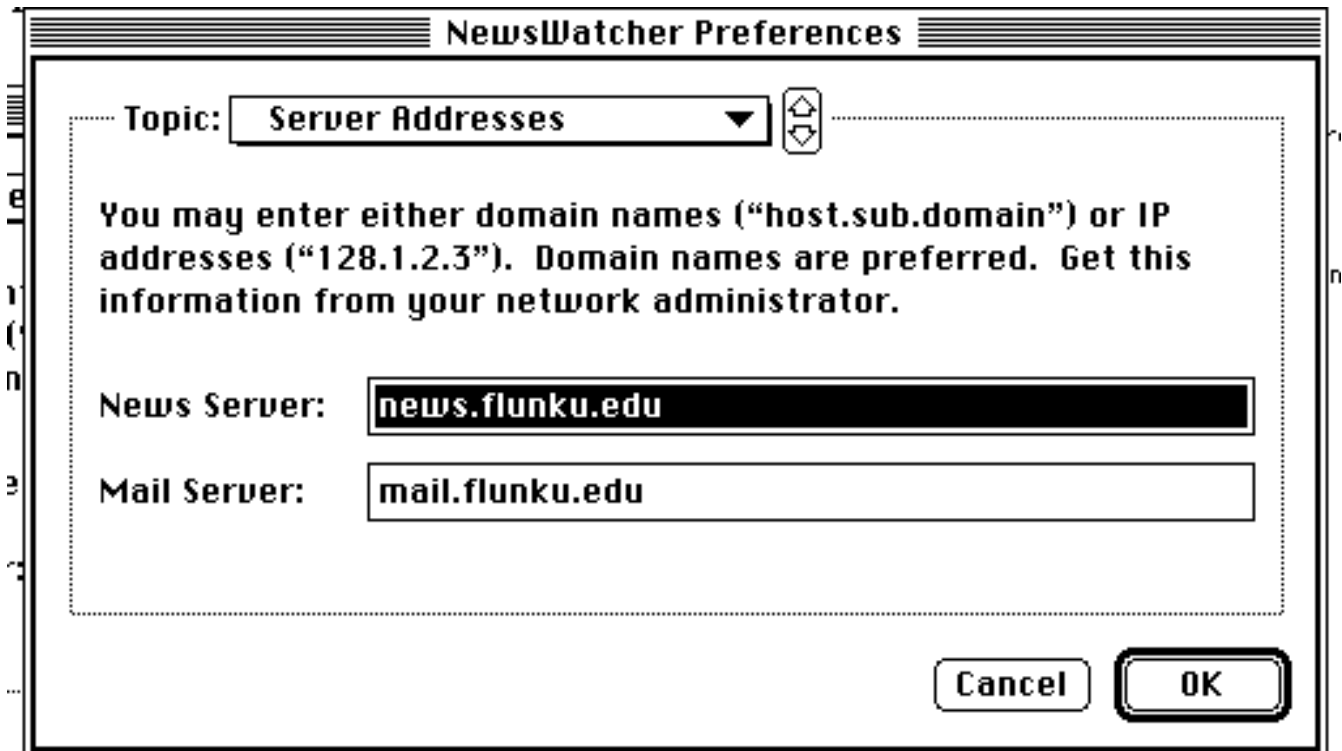 NewsWatcher Preferences
Topic: Server Addresses
You may enter either domain names (“host.sub.domain”) or IP
addresses (“128.1.2.3”).  Domain names are preferred.  Get this
information from your network administrator.
News Server: news.flunku.edu
Mail Server: mail.flunku.edu
Cancel OK